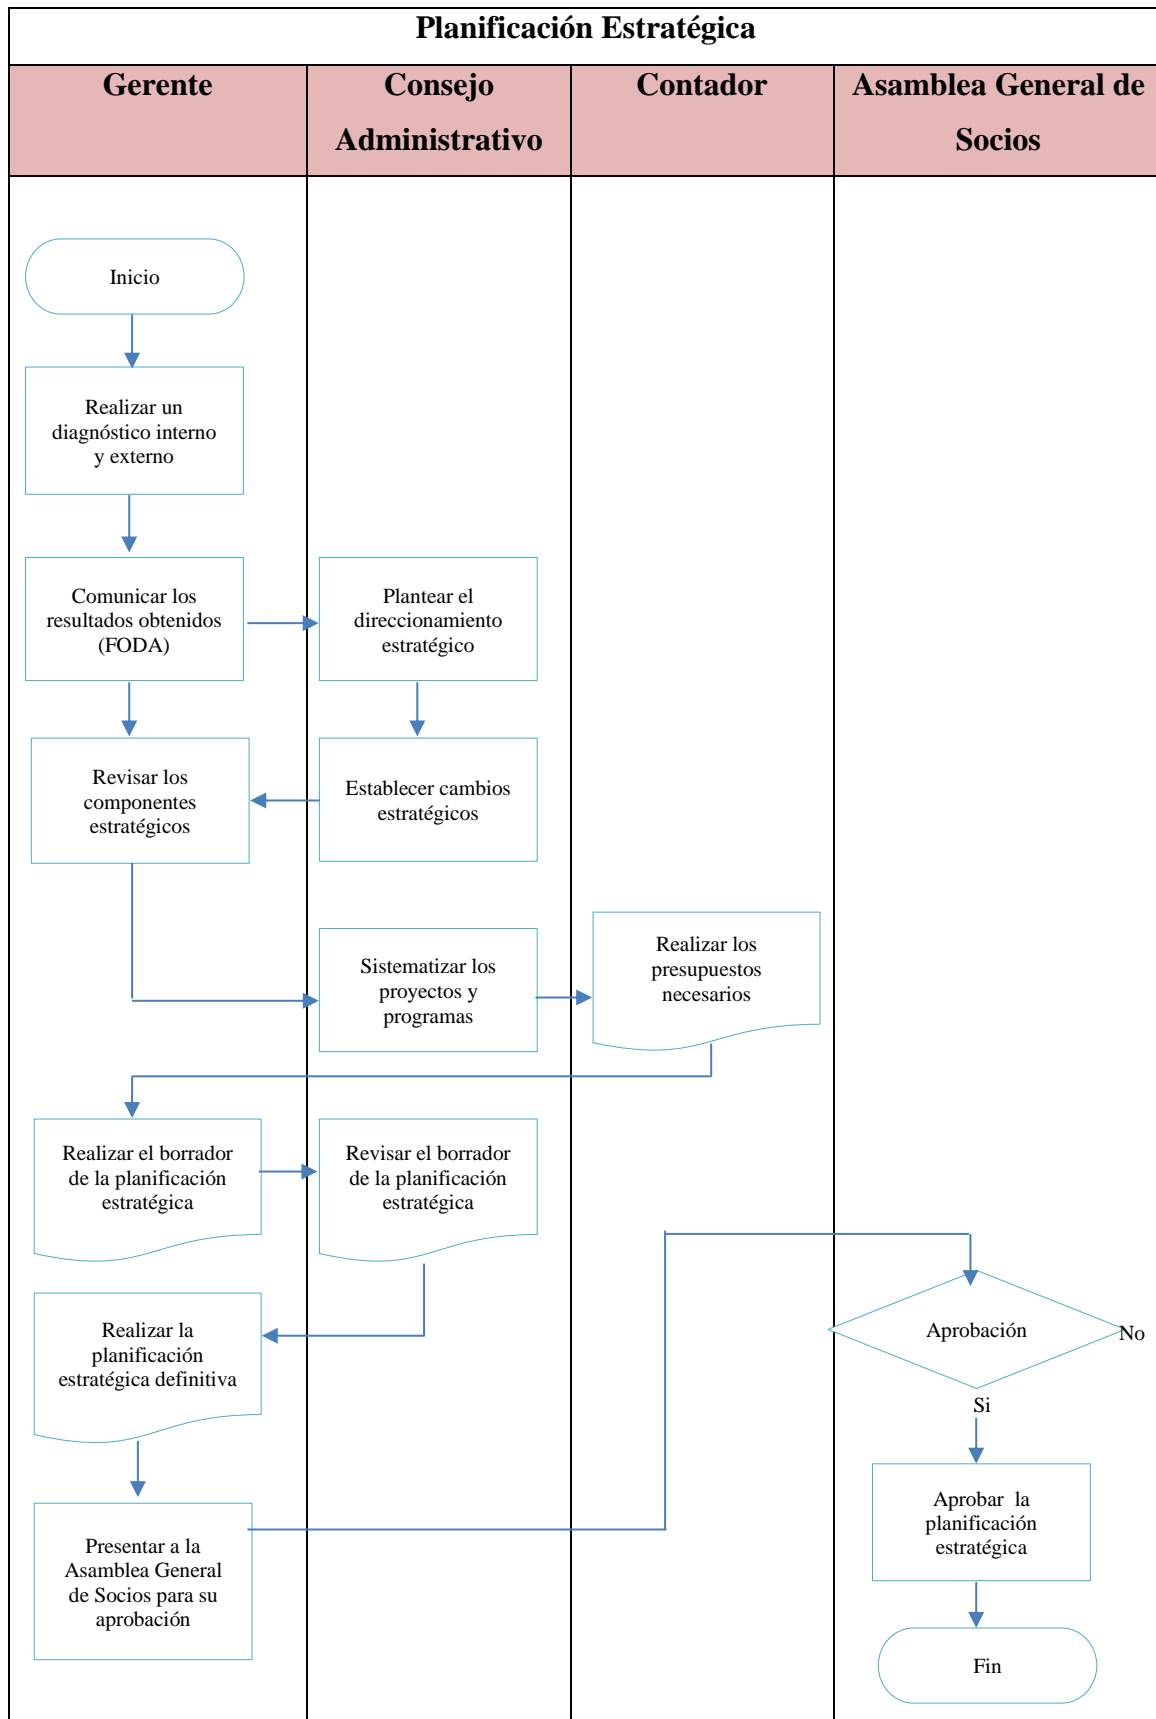 Planificación Estratégica
Gerente
Consejo
Administrativo
Contador
Asamblea General de
Socios
Inicio
Realizar un
diagnóstico interno
y externo
Comunicar los
resultados obtenidos
(FODA)
Plantear el
direccionamiento
estratégico
Revisar los
componentes
estratégicos
Establecer cambios
estratégicos
Sistematizar los
proyectos y
programas
Realizar los
presupuestos
necesarios
Realizar el borrador
de la planificación
estratégica
Revisar el borrador
de la planificación
estratégica
Realizar la
planificación
estratégica definitiva
Aprobación
No
Si
Presentar a la
Asamblea General
de Socios para su
aprobación
Aprobar la
planificación
estratégica
Fin